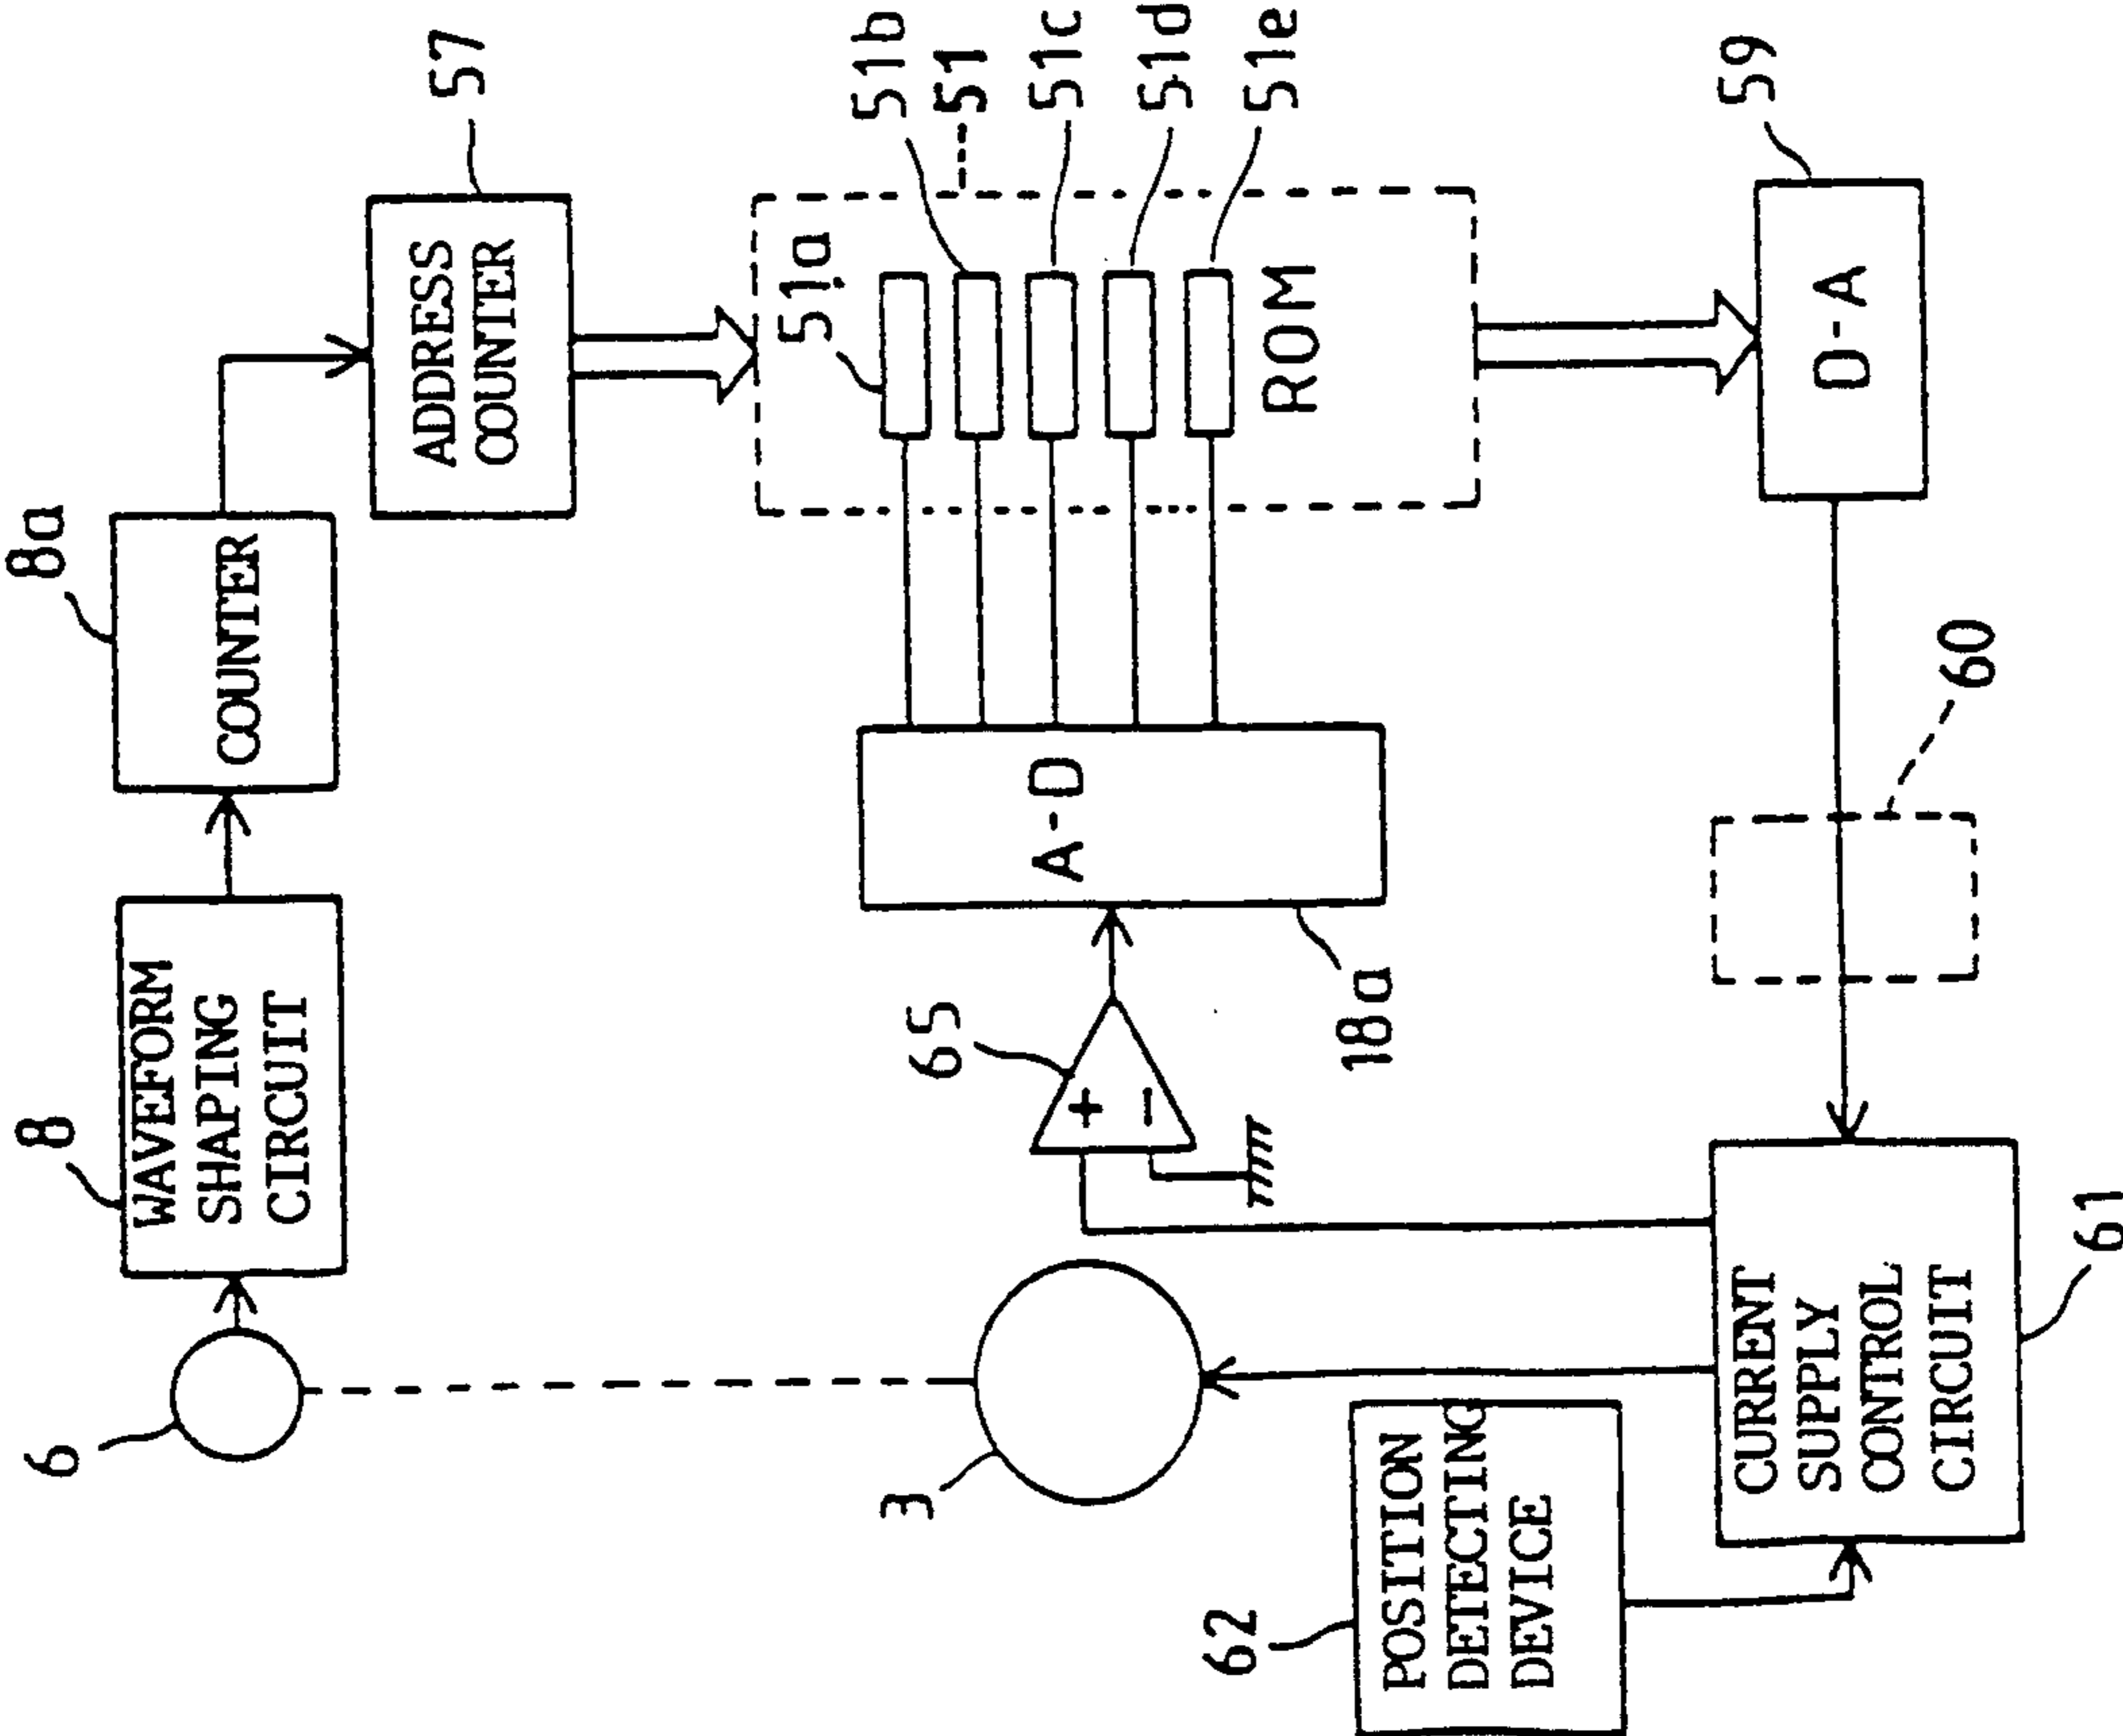 6
8
WAVEFORM
SHAPING
CIRCUIT
8a
COUNTER
57
ADDRESS
COUNTER
51a
51b
51
51c
51d
51e
ROM
A-D
18a
65
+
-
3
62
POSITION
DETECTING
DEVICE
CURRENT
SUPPLY
CONTROL
CIRCUIT
61
60
D-A
59